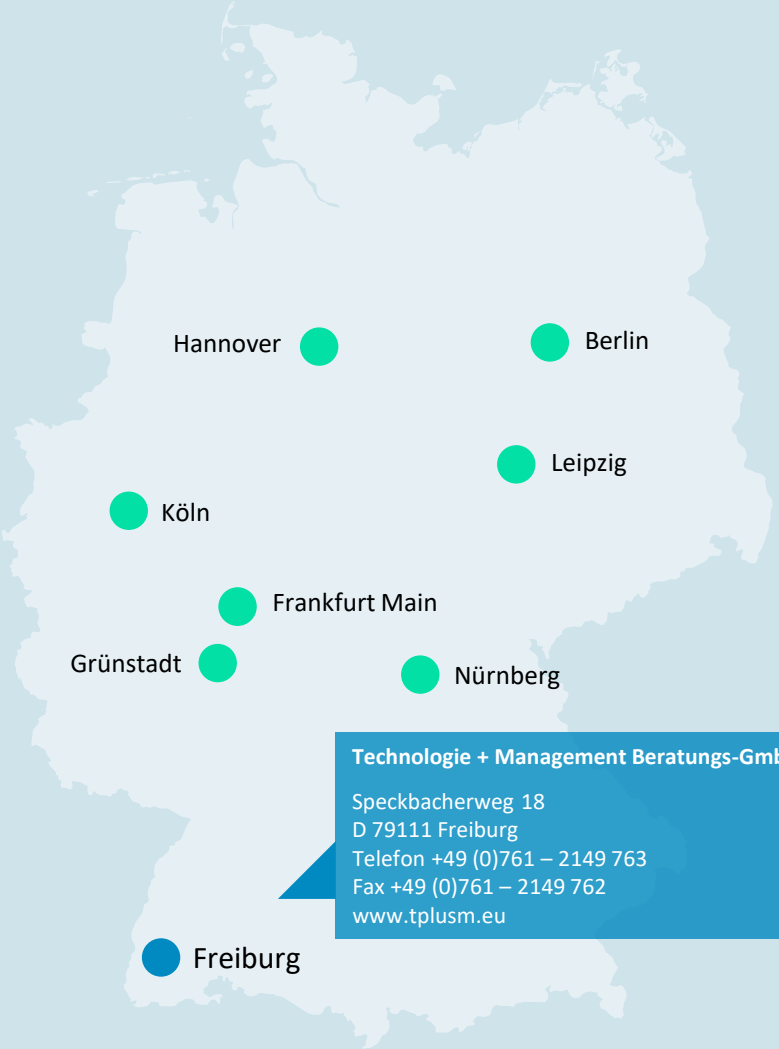 Hannover
Berlin
Leipzig
Köln
Frankfurt Main
Grünstadt
Nürnberg
Technologie + Management Beratungs-Gmb
Speckbacherweg 18
D 79111 Freiburg
Telefon +49 (0)761 – 2149 763
Fax +49 (0)761 – 2149 762
www.tplusm.eu
Freiburg